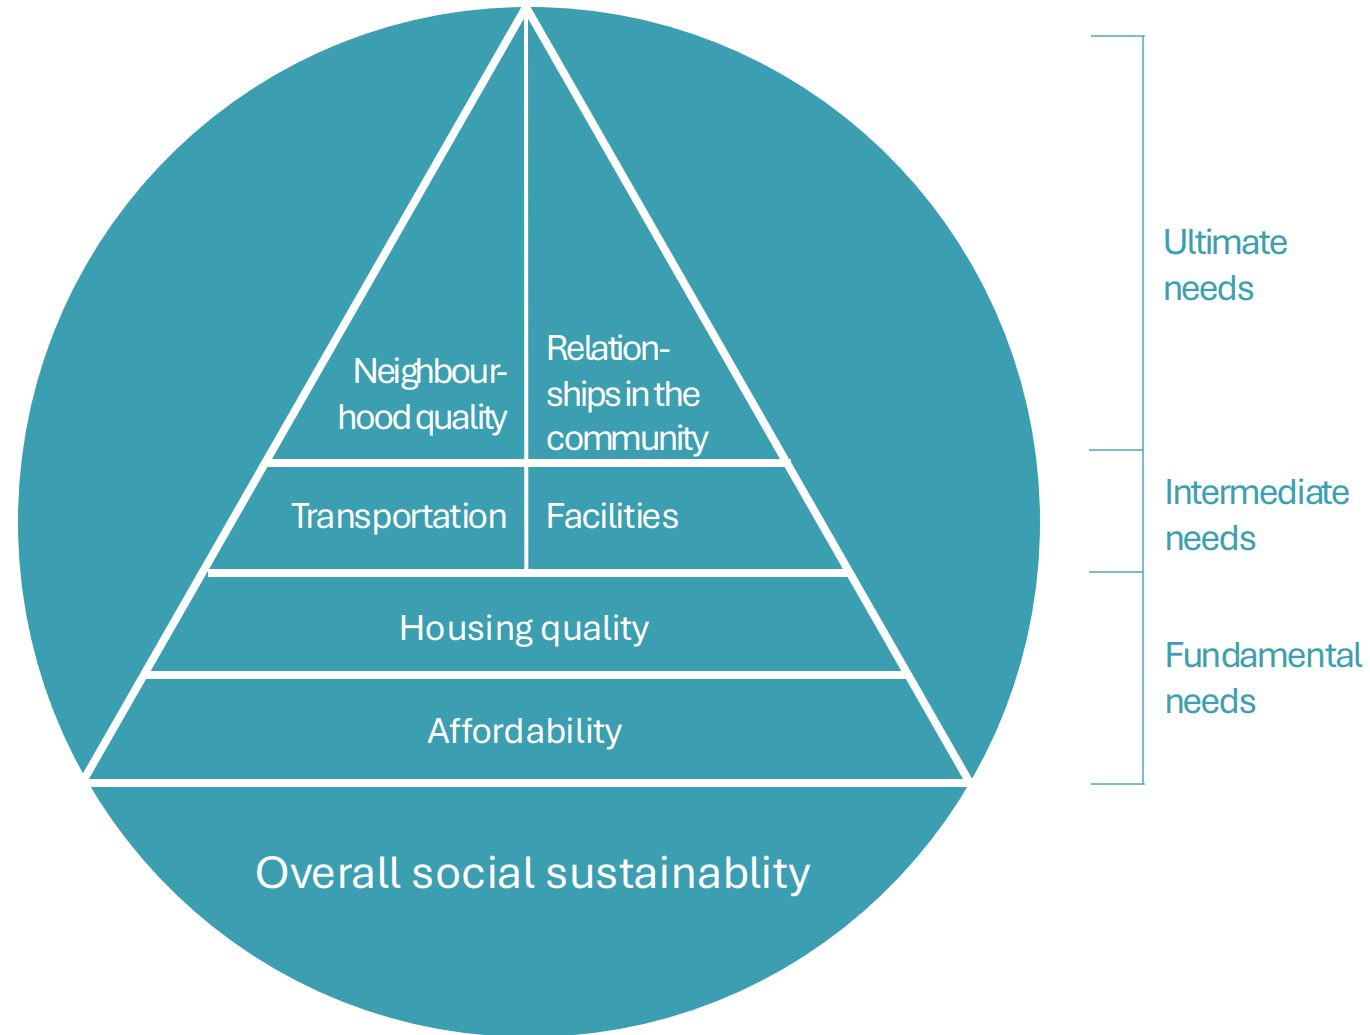 Ultimate
needs
Neighbour-
hood quality
Relation-
ships in the
community
Intermediate
needs
Transportation
Facilities
Housing quality
Fundamental
needs
Affordability
Overall social sustainablity